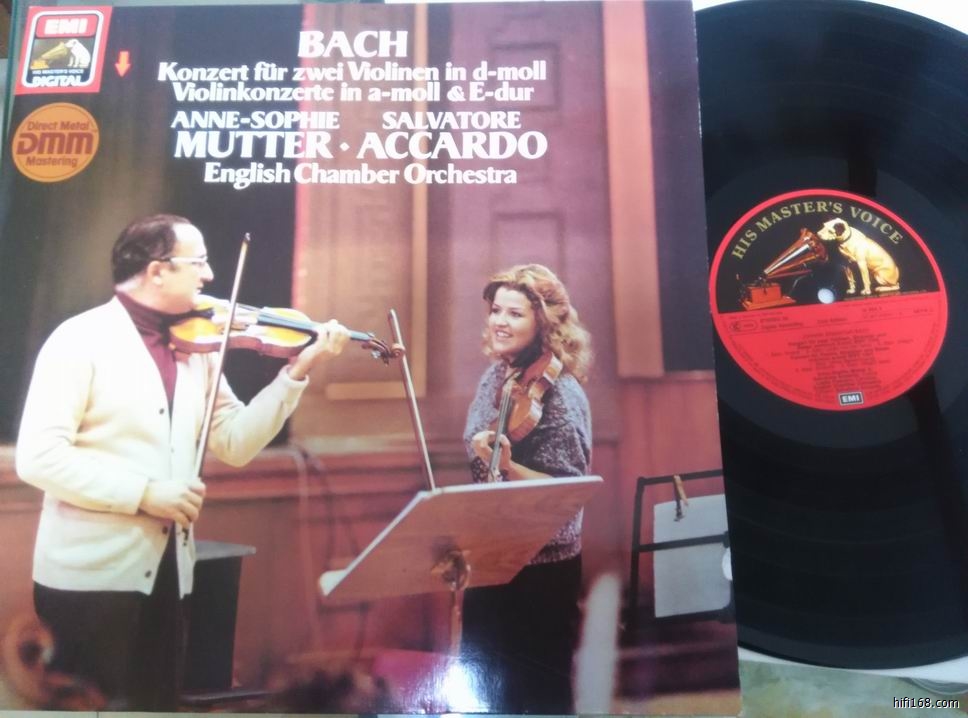 EMI
HIS MASTER'S VOICE
DIGITAL
Direct Metal
DMM
Mastering
BACH
Konzert für zwei Violinen in d-moll
Violinkonzerte in a-moll & E-dur
ANNE-SOPHIE SALVATORE
MUTTER · ACCARDO
English Chamber Orchestra
HIS MASTER'S VOICE
EMI
hifi168.com